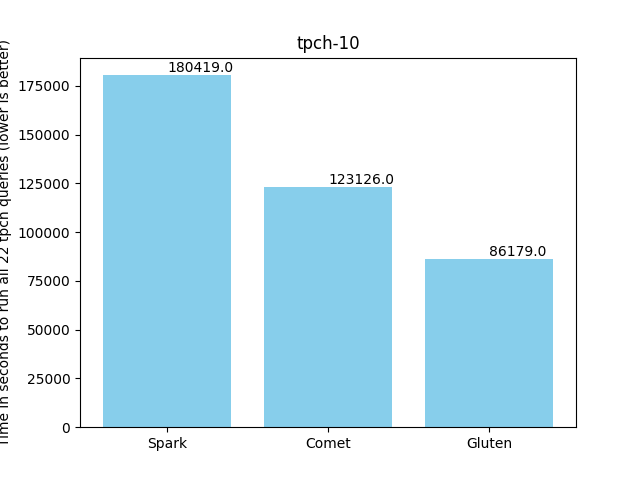 tpch-10
Time in seconds to run all 22 tpch queries (lower is better)
175000
150000
125000
100000
75000
50000
25000
0
180419.0
123126.0
86179.0
Spark
Comet
Gluten